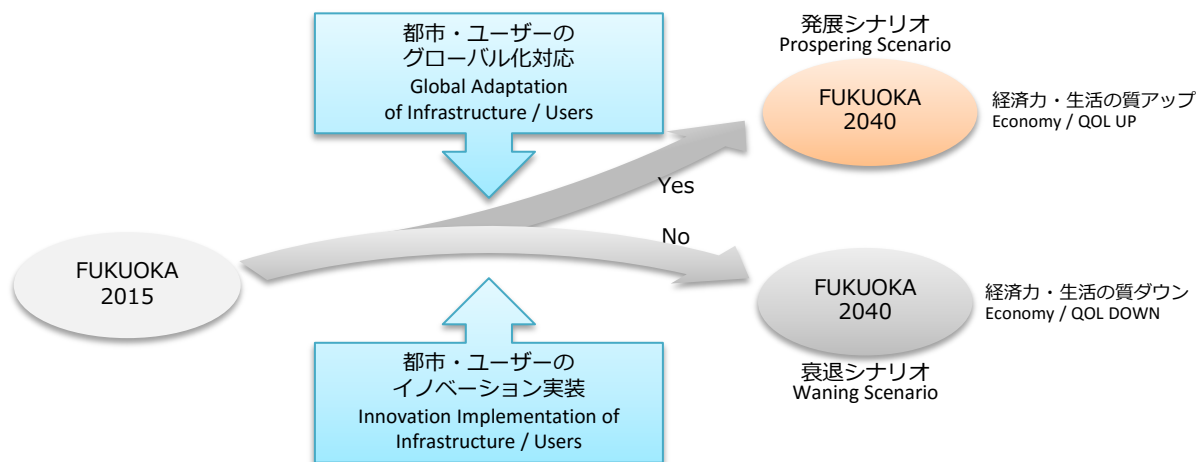 都市・ユーザーの
グローバル化対応
Global Adaptation
of Infrastructure / Users
発展シナリオ
Prospering Scenario
FUKUOKA
2040
経済力・生活の質アップ
Economy / QOL UP
Yes
No
FUKUOKA
2015
FUKUOKA
2040
経済力・生活の質ダウン
Economy / QOL DOWN
都市・ユーザーの
イノベーション実装
Innovation Implementation of
Infrastructure / Users
衰退シナリオ
Waning Scenario